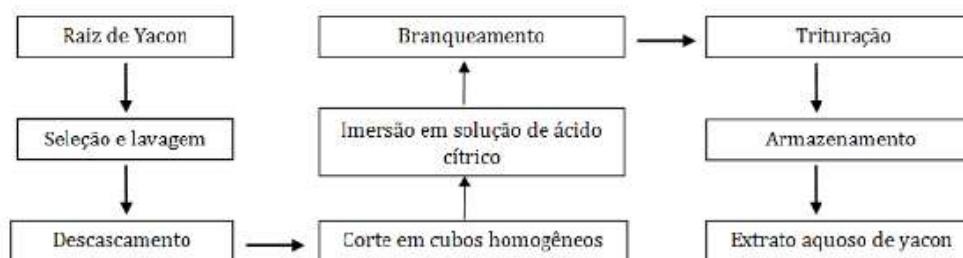 Raiz de Yacon
Seleção e lavagem
Descascamento
Corte em cubos homogêneos
Imersão em solução de ácido
cítrico
Branqueamento
Trituração
Armazenamento
Extrato aquoso de yacon